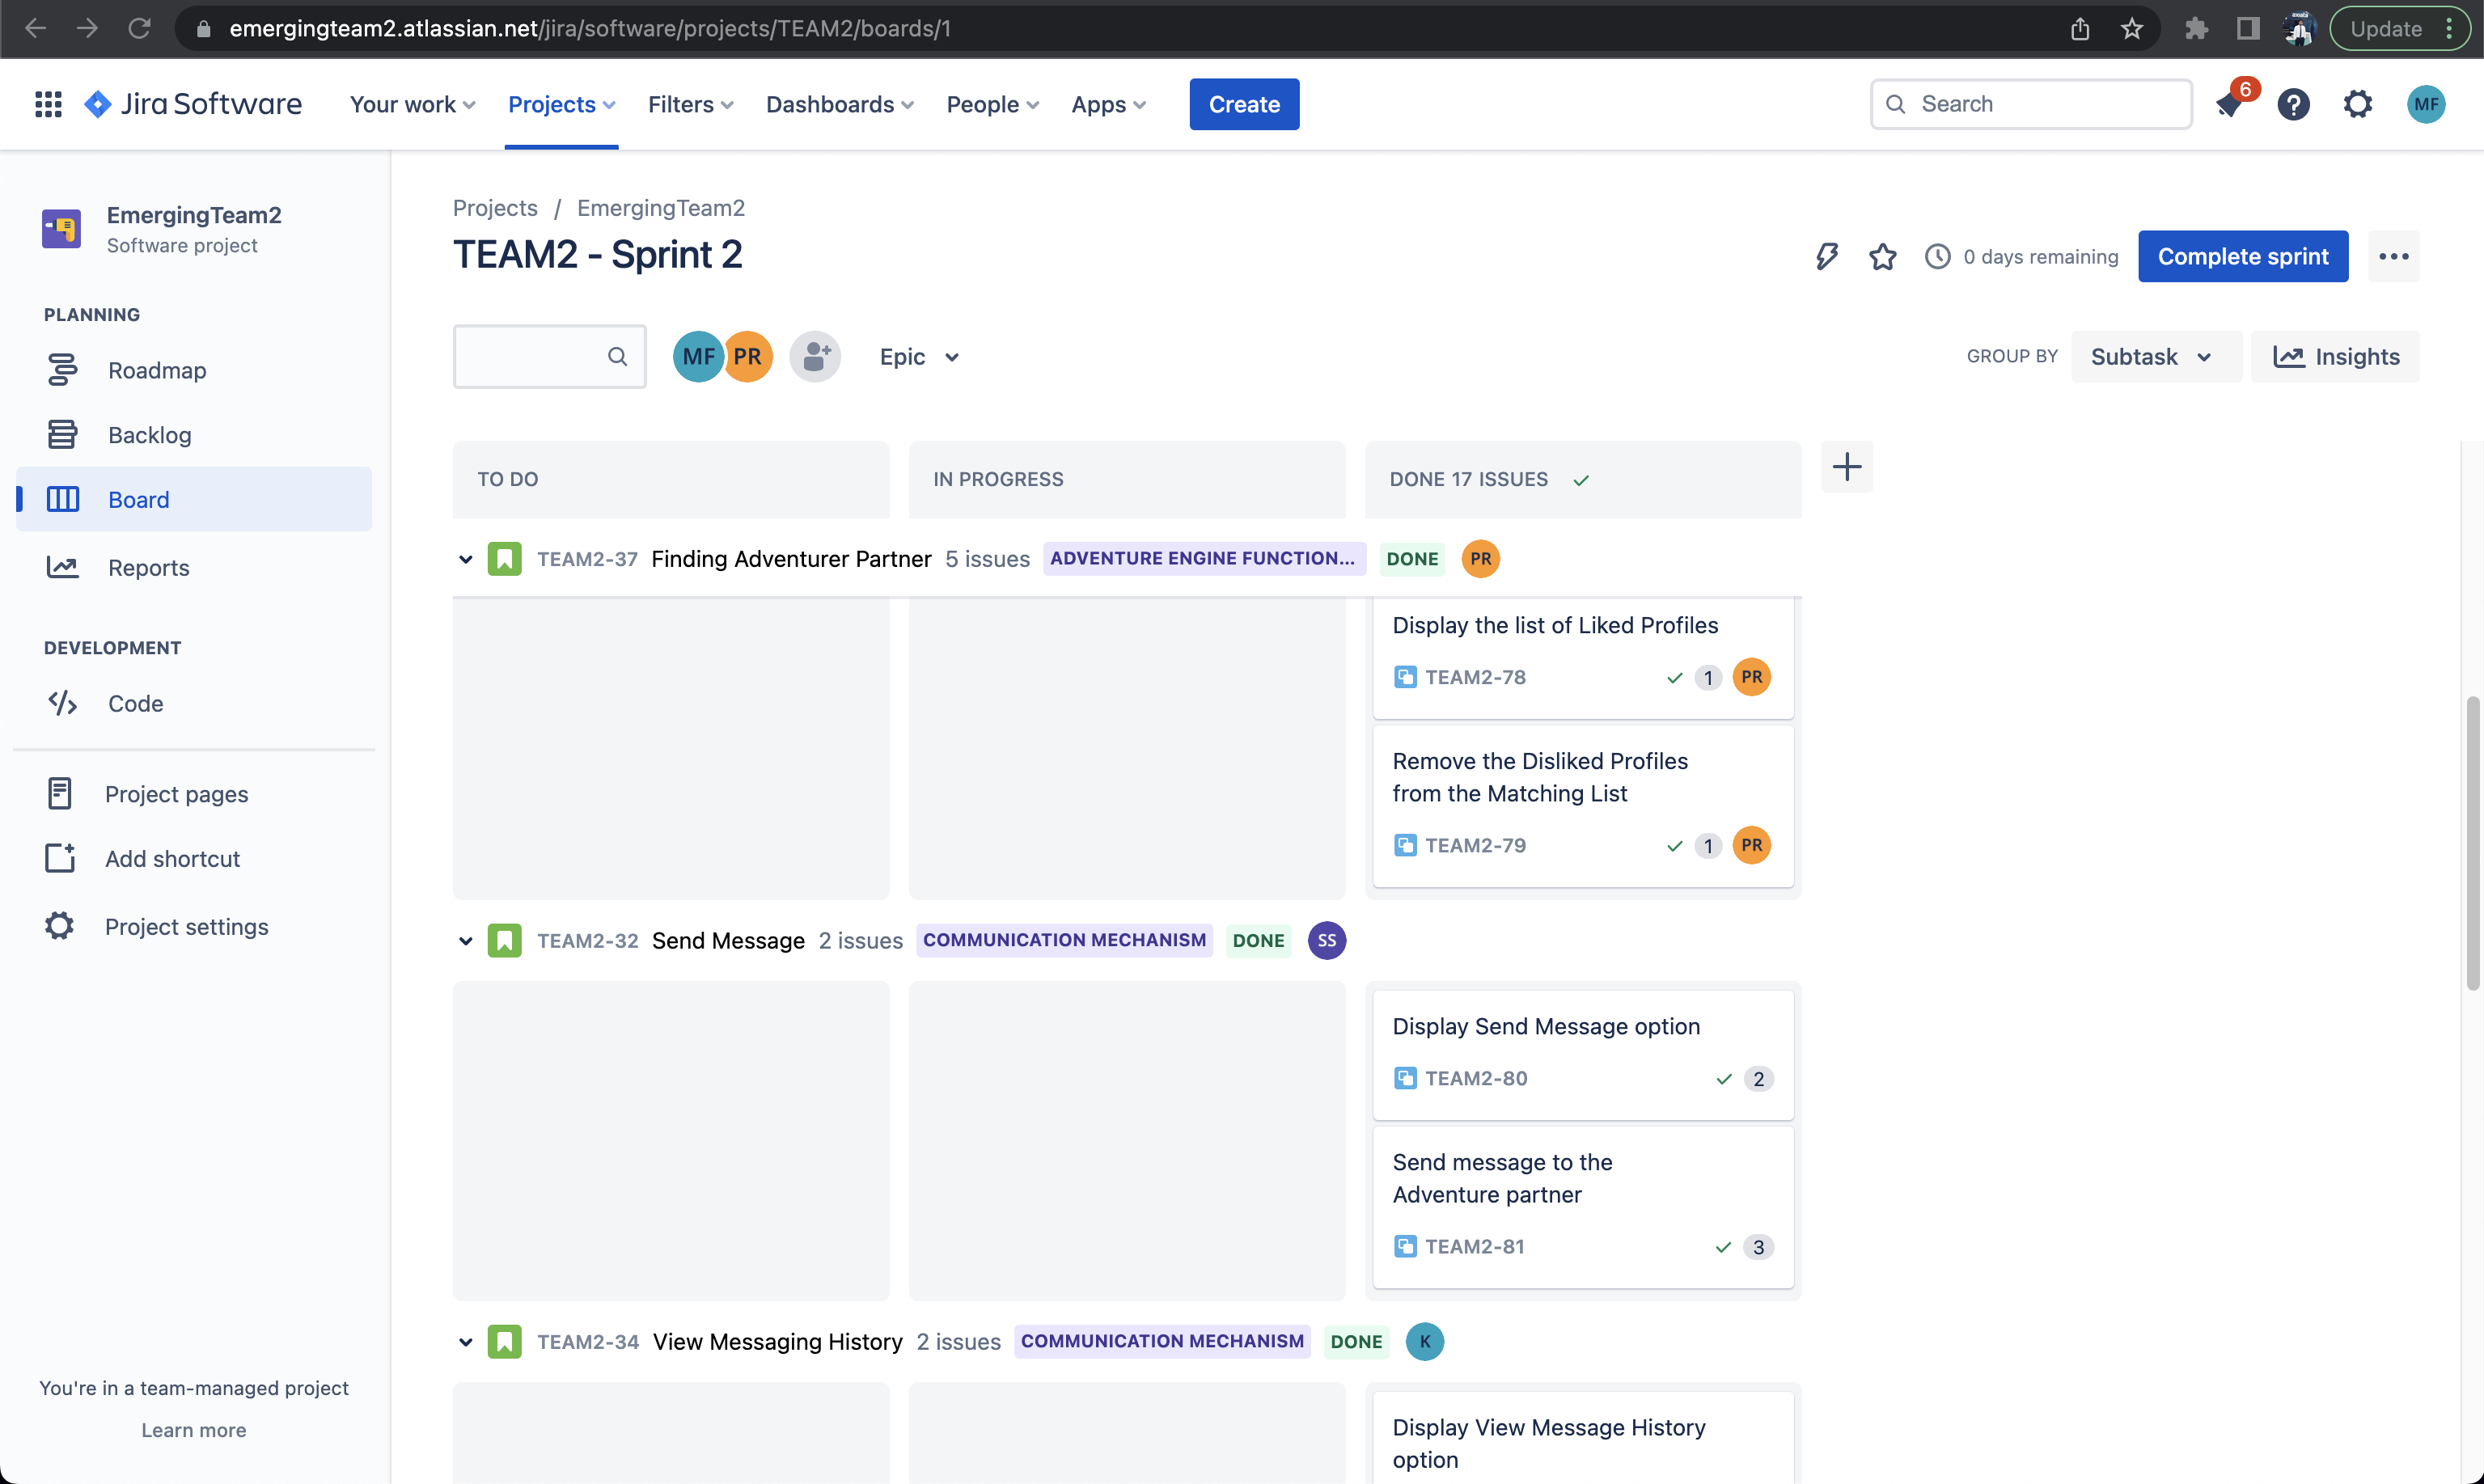 emergingteam2.atlassian.net/jira/software/projects/TEAM2/boards/1
Update
Jira Software
Your work
Projects
Filters
Dashboards
People
Apps
Create
Search
6
MF
EmergingTeam2
Software project
PLANNING
Roadmap
Backlog
Board
Reports
DEVELOPMENT
Code
Project pages
Add shortcut
Project settings
You're in a team-managed project
Learn more
Projects / EmergingTeam2
TEAM2 - Sprint 2
0 days remaining
Complete sprint
MF
PR
Epic
GROUP BY
Subtask
Insights
TO DO
IN PROGRESS
DONE 17 ISSUES
TEAM2-37 Finding Adventurer Partner 5 issues ADVENTURE ENGINE FUNCTION... DONE PR
Display the list of Liked Profiles
TEAM2-78 1 PR
Remove the Disliked Profiles
from the Matching List
TEAM2-79 1 PR
TEAM2-32 Send Message 2 issues COMMUNICATION MECHANISM DONE SS
Display Send Message option
TEAM2-80 2
Send message to the
Adventure partner
TEAM2-81 3
TEAM2-34 View Messaging History 2 issues COMMUNICATION MECHANISM DONE K
Display View Message History
option